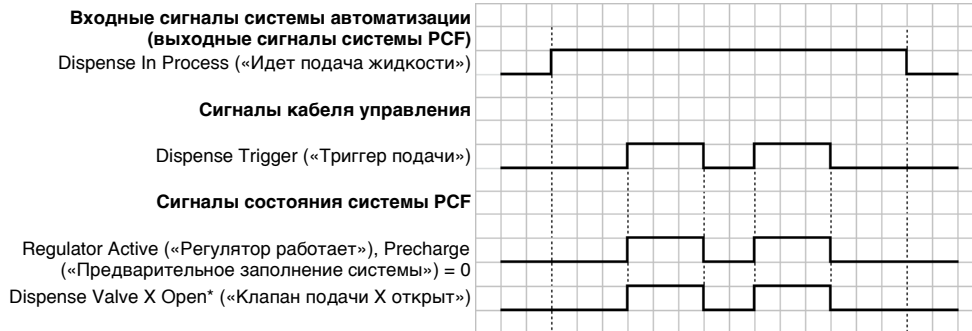 Входные сигналы системы автоматизации
(выходные сигналы системы PCF)
Dispense In Process («Идет подача жидкости»)
Сигналы кабеля управления
Dispense Trigger («Триггер подачи»)
Сигналы состояния системы PCF
Regulator Active («Регулятор работает»), Precharge
(«Предварительное заполнение системы») = 0
Dispense Valve X Open* («Клапан подачи X открыт»)